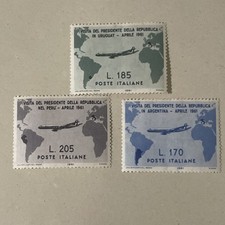 VISITA DEL PRESIDENTE DELLA REPUBBLICA
IN URUGUAY - APRILE 1961
L. 185
POSTE ITALIANE
VISITA DEL PRESIDENTE DELLA REPUBBLICA
NEL PERU - APRILE 1961
L. 205
POSTE ITALIANE
VISITA DEL PRESIDENTE DELLA REPUBBLICA
IN ARGENTINA - APRILE 1961
L. 170
POSTE ITALIANE